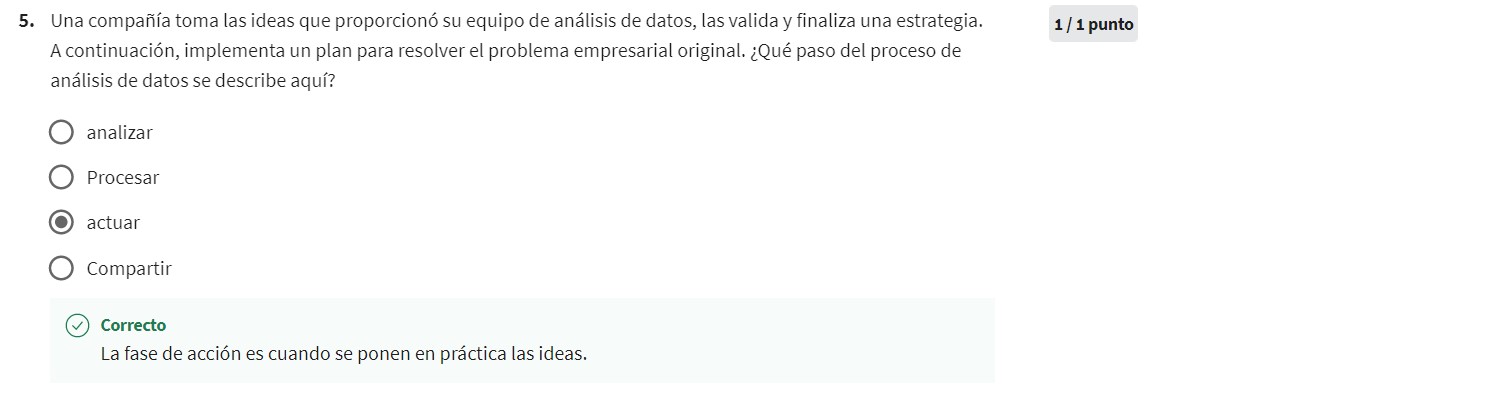 5. Una compañía toma las ideas que proporcionó su equipo de análisis de datos, las valida y finaliza una estrategia.
1 / 1 punto
A continuación, implementa un plan para resolver el problema empresarial original. ¿Qué paso del proceso de
análisis de datos se describe aquí?
analizar
Procesar
actuar
Compartir
Correcto
La fase de acción es cuando se ponen en práctica las ideas.